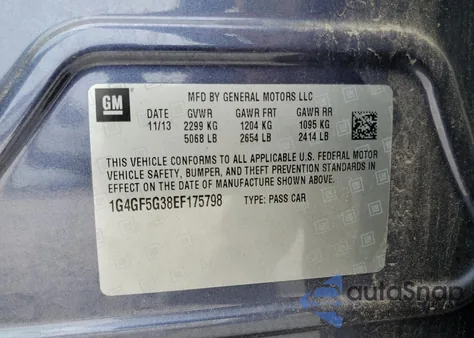 GM
MFD BY GENERAL MOTORS LLC
DATE GVWR GAWR FRT GAWR RR
11/13 2299 KG 1204 KG 1095 KG
5068 LB 2654 LB 2414 LB
THIS VEHICLE CONFORMS TO ALL APPLICABLE U.S. FEDERAL MOTOR
VEHICLE SAFETY, BUMPER, AND THEFT PREVENTION STANDARDS IN
EFFECT ON THE DATE OF MANUFACTURE SHOWN ABOVE.
1G4GF5G38EF175798 TYPE: PASS CAR
autoSnap